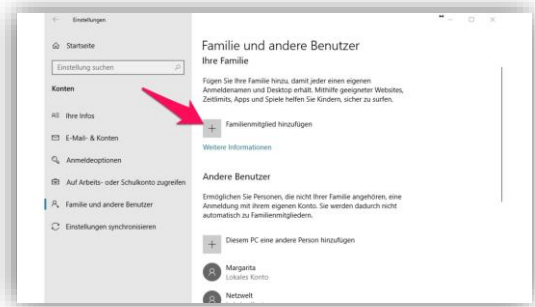 Einstellungen
Startseite
Einstellung suchen
Konten
Ihre Infos
E-Mail- & Konten
Anmeldeoptionen
Auf Arbeits- oder Schulkonto zugreifen
Familie und andere Benutzer
Einstellungen synchronisieren
Familie und andere Benutzer
Ihre Familie
Fügen Sie Ihre Familie hinzu, damit jeder einen eigenen
Anmeldenamen und Desktop erhält. Mithilfe geeigneter Websites,
Zeitlimits, Apps und Spiele helfen Sie Kindern, sicher zu surfen.
Familienmitglied hinzufügen
Weitere Informationen
Andere Benutzer
Ermöglichen Sie Personen, die nicht Ihrer Familie angehören, eine
Anmeldung mit ihrem eigenen Konto. Sie werden dadurch nicht
automatisch zu Familienmitgliedern.
Diesem PC eine andere Person hinzufügen
Margarita
Lokales Konto
Netzwelt